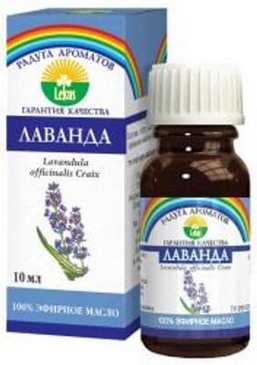 РАДУГА АРОМАТОВ
Lekus
ГАРАНТИЯ КАЧЕСТВА
ЛАВАНДА
Lavandula
officinalis Craix
10 мл
100% ЭФИРНОЕ МАСЛО
РАДУГА АРОМАТОВ
ГАРАНТИЯ КАЧЕСТВА
ЛАВАНДА
Lavandula officinalis Craix
100% ЭФИРНОЕ МАСЛО